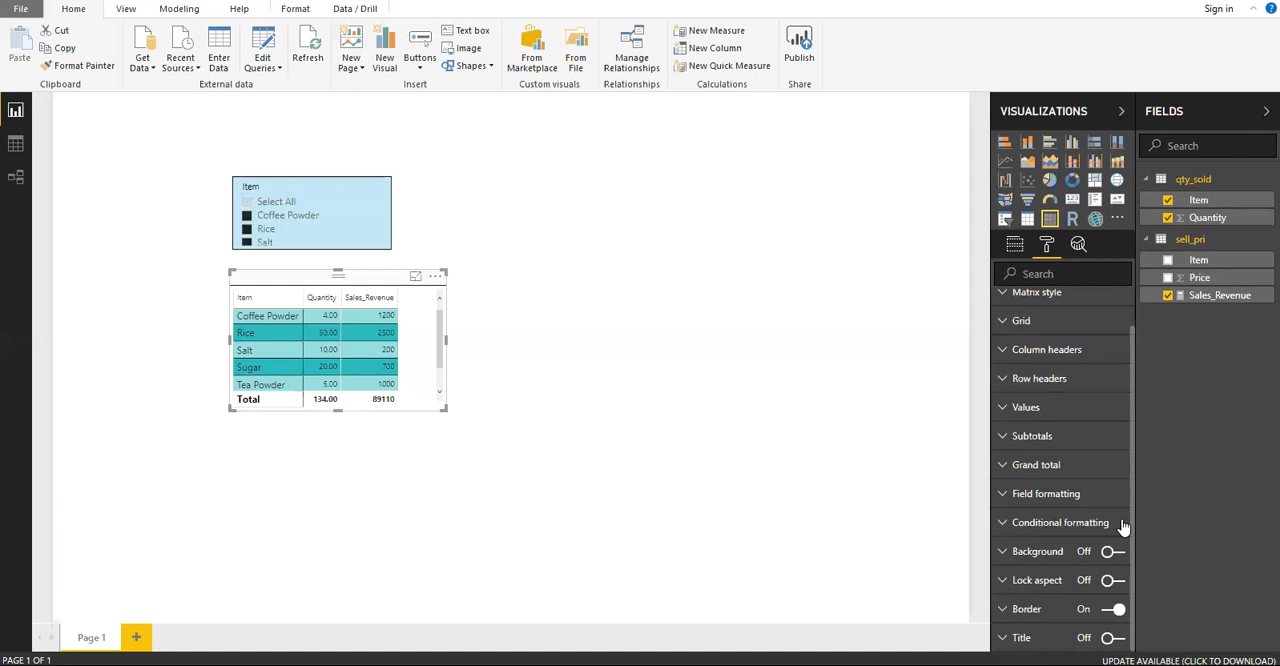 File Home View Modeling Help Format Data / Drill Sign in
Paste Cut Copy Format Painter
Get Data Recent Sources Enter Data Edit Queries Refresh
New Page New Visual Buttons Text box Image Shapes
From Marketplace From File Manage Relationships
New Measure New Column New Quick Measure Publish
Clipboard External data Insert Custom visuals Relationships Calculations Share
VISUALIZATIONS FIELDS
Search
R
qty_sold
Item
Σ Quantity
sell_pri
Item
Σ Price
Sales_Revenue
Search
Matrix style
Grid
Column headers
Row headers
Values
Subtotals
Grand total
Field formatting
Conditional formatting
Background Off
Lock aspect Off
Border On
Title Off
Item
Select All
Coffee Powder
Rice
Salt
Item Quantity Sales_Revenue
Coffee Powder 4.00 1200
Rice 50.00 2500
Salt 10.00 200
Sugar 20.00 700
Tea Powder 5.00 1000
Total 134.00 89110
Page 1
PAGE 1 OF 1 UPDATE AVAILABLE (CLICK TO DOWNLOAD)